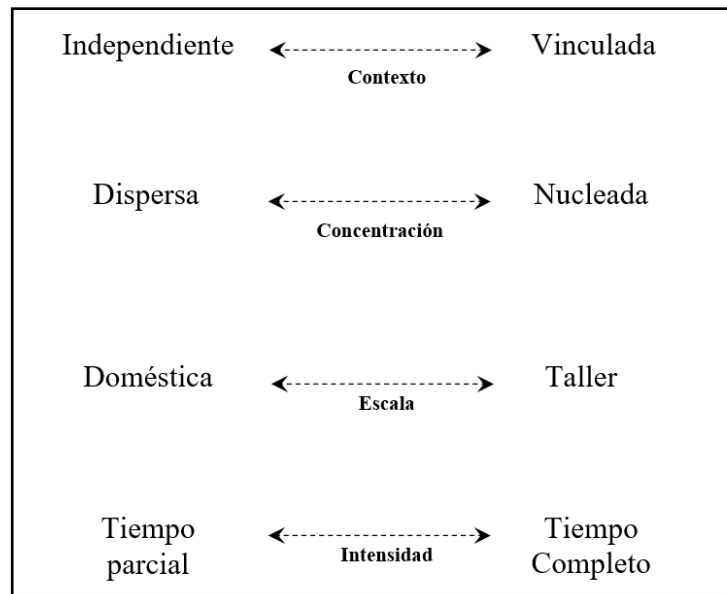 Independiente
Vinculada
Contexto
Dispersa
Nucleada
Concentración
Doméstica
Taller
Escala
Tiempo
parcial
Intensidad
Tiempo
Completo